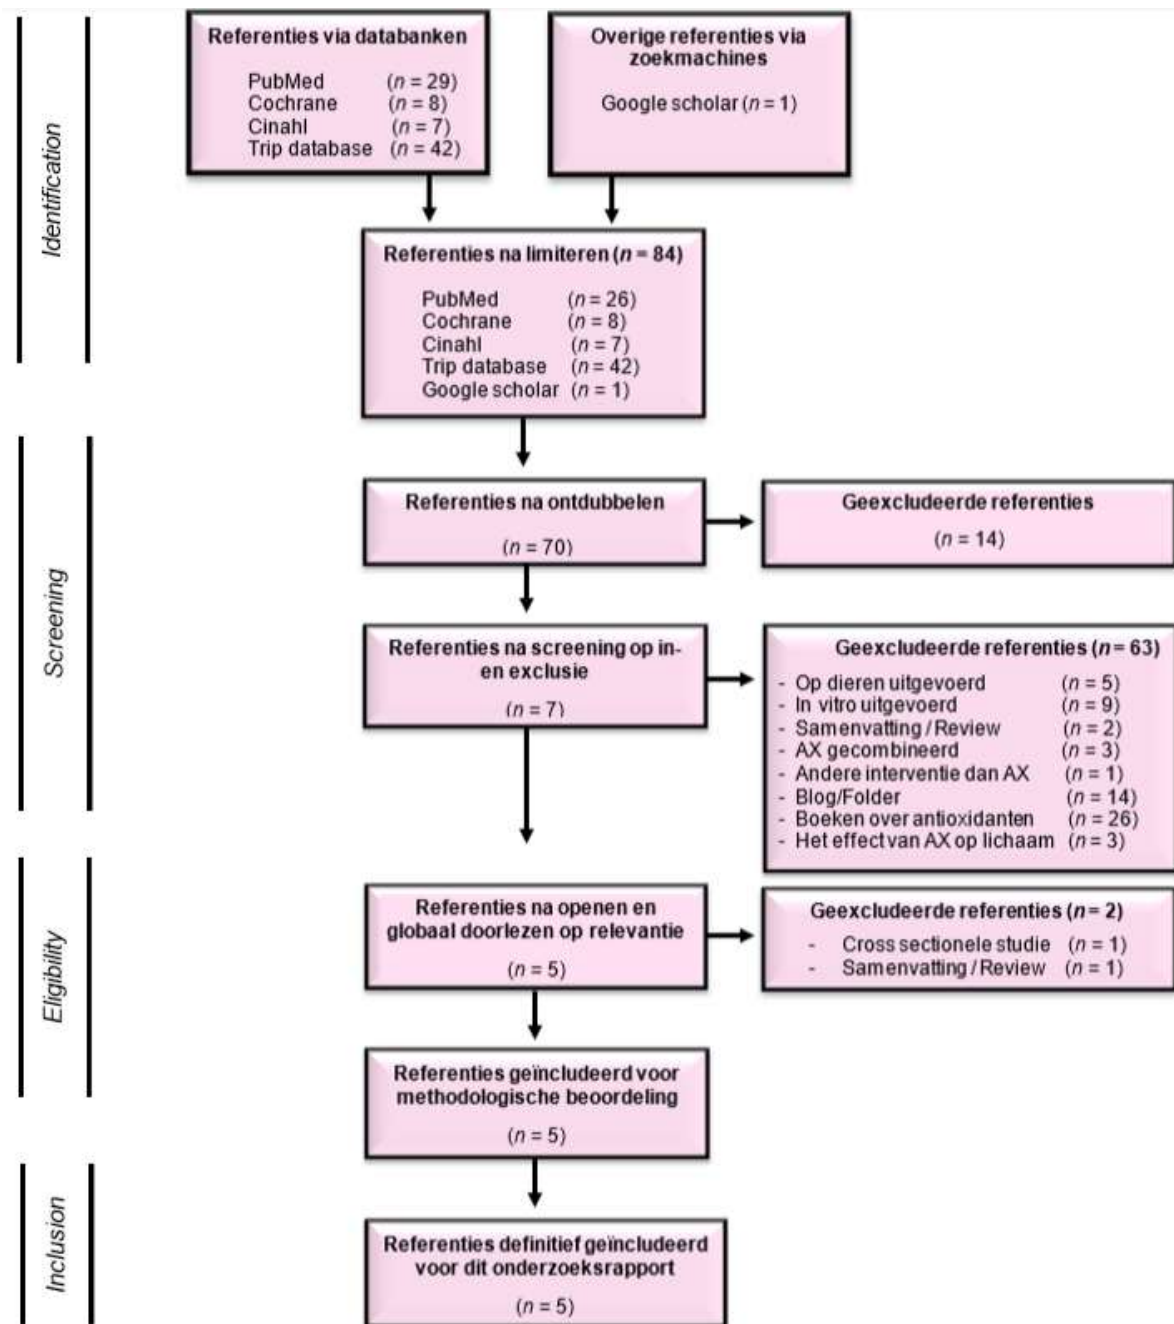 Identification
Referenties via databanken
PubMed (n = 29)
Cochrane (n = 8)
Cinahl (n = 7)
Trip database (n = 42)
Overige referenties via
zoekmachines
Google scholar (n = 1)
Referenties na limiteren (n = 84)
PubMed (n = 26)
Cochrane (n = 8)
Cinahl (n = 7)
Trip database (n = 42)
Google scholar (n = 1)
Screening
Referenties na ontdubbelen
(n = 70)
Geexcludeerde referenties
(n = 14)
Referenties na screening op in-
en exclusie
(n = 7)
Geexcludeerde referenties (n = 63)
- Op dieren uitgevoerd (n = 5)
- In vitro uitgevoerd (n = 9)
- Samenvatting / Review (n = 2)
- AX gecombineerd (n = 3)
- Andere interventie dan AX (n = 1)
- Blog/Folder (n = 14)
- Boeken over antioxidanten (n = 26)
- Het effect van AX op lichaam (n = 3)
Eligibility
Referenties na openen en
globaal doorlezen op relevantie
(n = 5)
Geexcludeerde referenties (n = 2)
- Cross sectionele studie (n = 1)
- Samenvatting / Review (n = 1)
Referenties geïncludeerd voor
methodologische beoordeling
(n = 5)
Inclusion
Referenties definitief geïncludeerd
voor dit onderzoeksrapport
(n = 5)